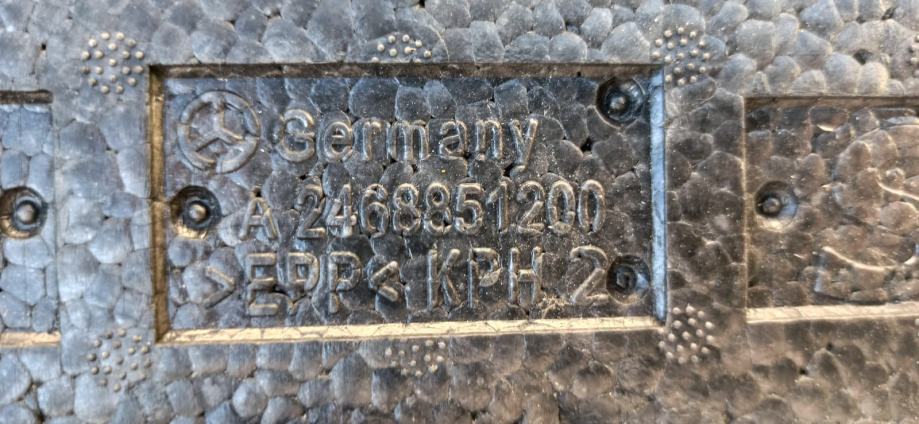 Germany
A 2468851200
>EPP< KPH 2